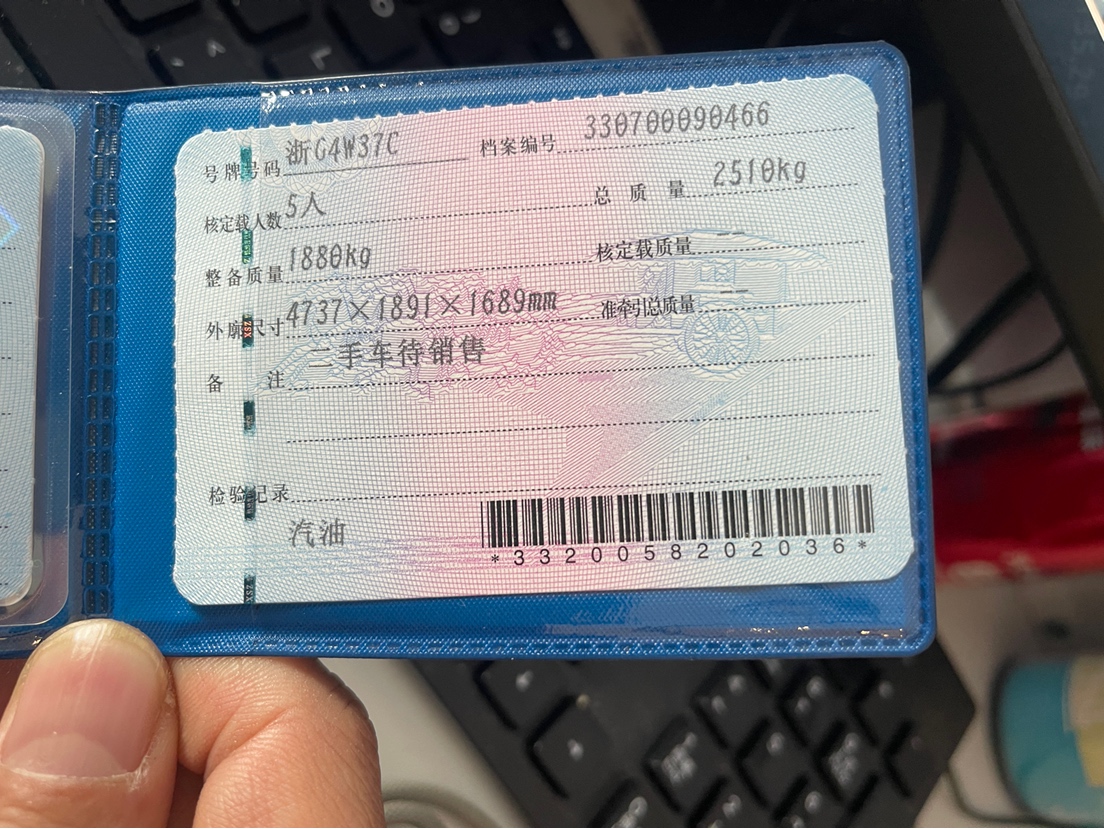 号牌号码 浙G4W37C 档案编号 330700090466
核定载人数 5人 总质量 2510kg
整备质量 1880kg 核定载质量 --
外廓尺寸 4737×1891×1689mm 准牵引总质量 --
备注 二手车待销售
检验记录
汽油
*3320058202036*